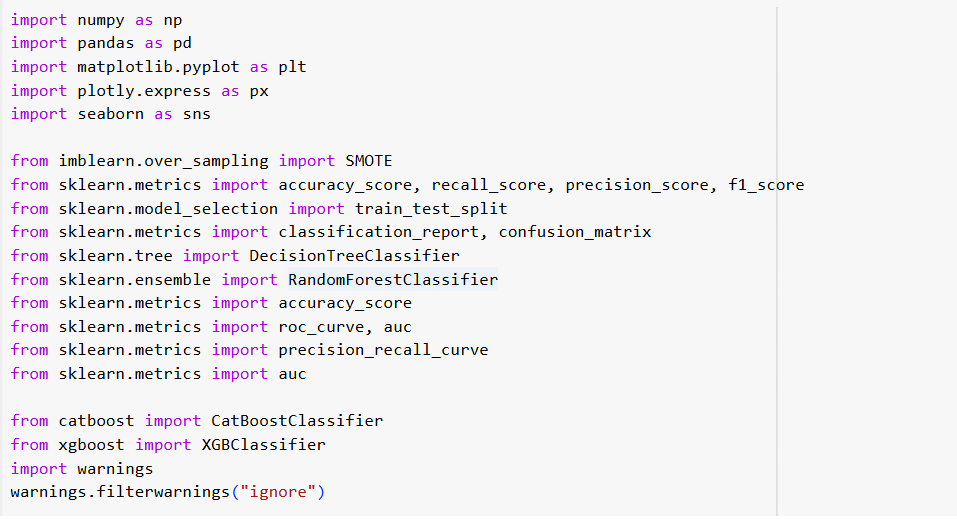 import numpy as np
import pandas as pd
import matplotlib.pyplot as plt
import plotly.express as px
import seaborn as sns
from imblearn.over_sampling import SMOTE
from sklearn.metrics import accuracy_score, recall_score, precision_score, f1_score
from sklearn.model_selection import train_test_split
from sklearn.metrics import classification_report, confusion_matrix
from sklearn.tree import DecisionTreeClassifier
from sklearn.ensemble import RandomForestClassifier
from sklearn.metrics import accuracy_score
from sklearn.metrics import roc_curve, auc
from sklearn.metrics import precision_recall_curve
from sklearn.metrics import auc
from catboost import CatBoostClassifier
from xgboost import XGBClassifier
import warnings
warnings.filterwarnings("ignore")